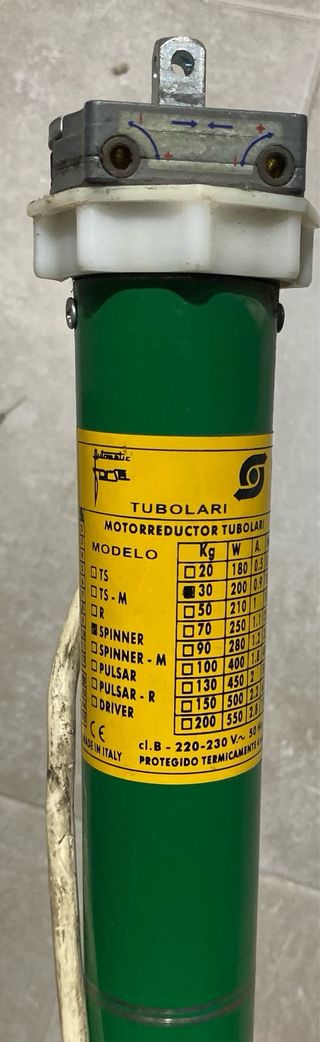 automatic
TUBOLARI
MOTORREDUCTOR TUBOLARI
MODELO
TS
TS - M
R
SPINNER
SPINNER - M
PULSAR
PULSAR - R
DRIVER
Kg W A.
20 180
30 200
50 210 1
70 250
90 280
100 400
130 450 2
150 500
200 550
CE
MADE IN ITALY
cl.B - 220-230 V~ 50
PROTEGIDO TERMICAMENTE